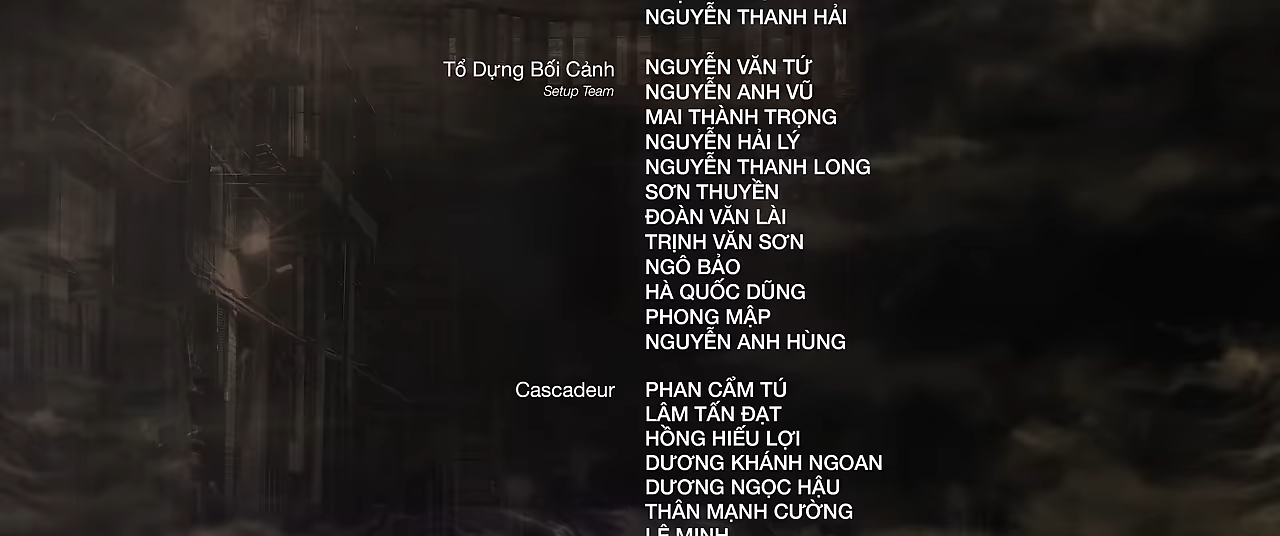 NGUYỄN THANH HẢI
Tổ Dựng Bối Cảnh NGUYỄN VĂN TỨ
Setup Team NGUYỄN ANH VŨ
MAI THÀNH TRỌNG
NGUYỄN HẢI LÝ
NGUYỄN THANH LONG
SƠN THUYỀN
ĐOÀN VĂN LÀI
TRỊNH VĂN SƠN
NGÔ BẢO
HÀ QUỐC DŨNG
PHONG MẬP
NGUYỄN ANH HÙNG
Cascadeur PHAN CẨM TÚ
LÂM TẤN ĐẠT
HỒNG HIẾU LỢI
DƯƠNG KHÁNH NGOAN
DƯƠNG NGỌC HẬU
THÂN MẠNH CƯỜNG
LÊ MINH